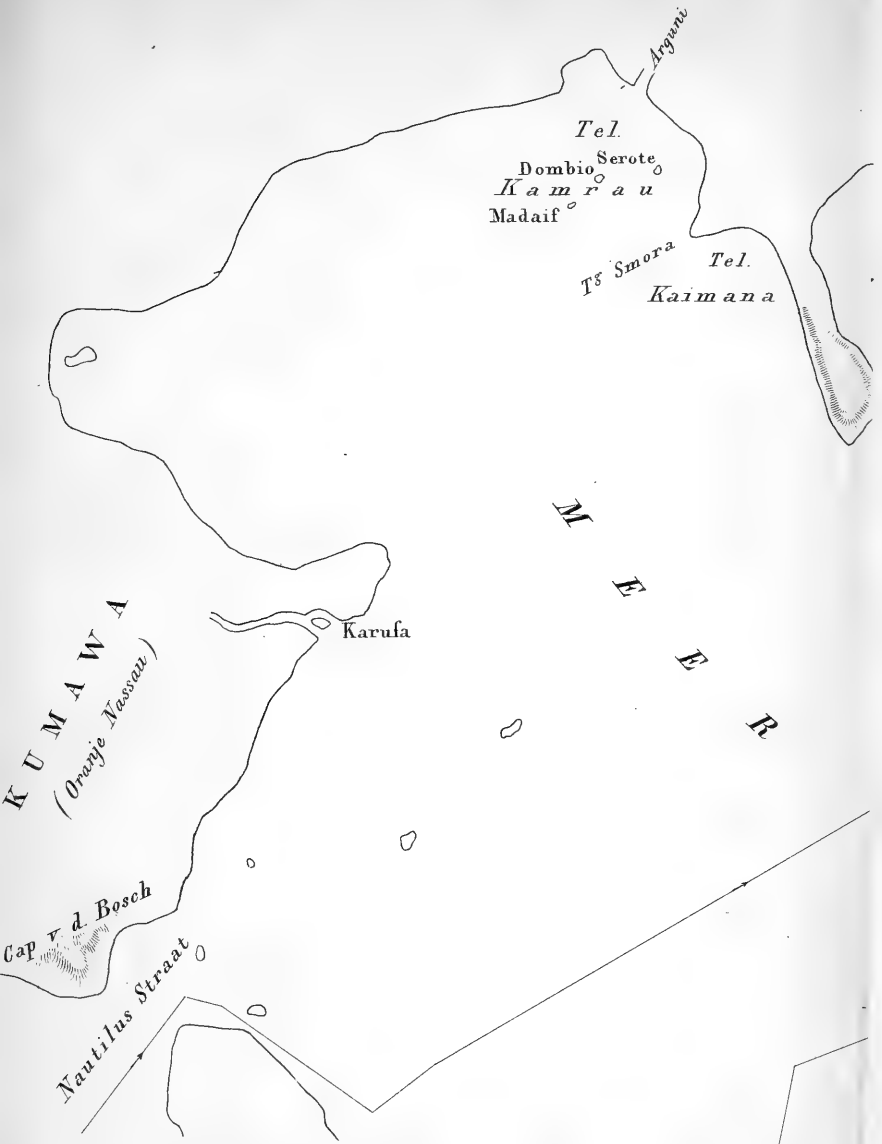 Arguni
Tel.
Dombio Serote
Kamrau
Madaif
Tg Smora
Tel.
Kaimana
MEER
Karufa
KUMAWA
(Oranje Nassau)
Cap v. d. Bosch
Nautilus Straat